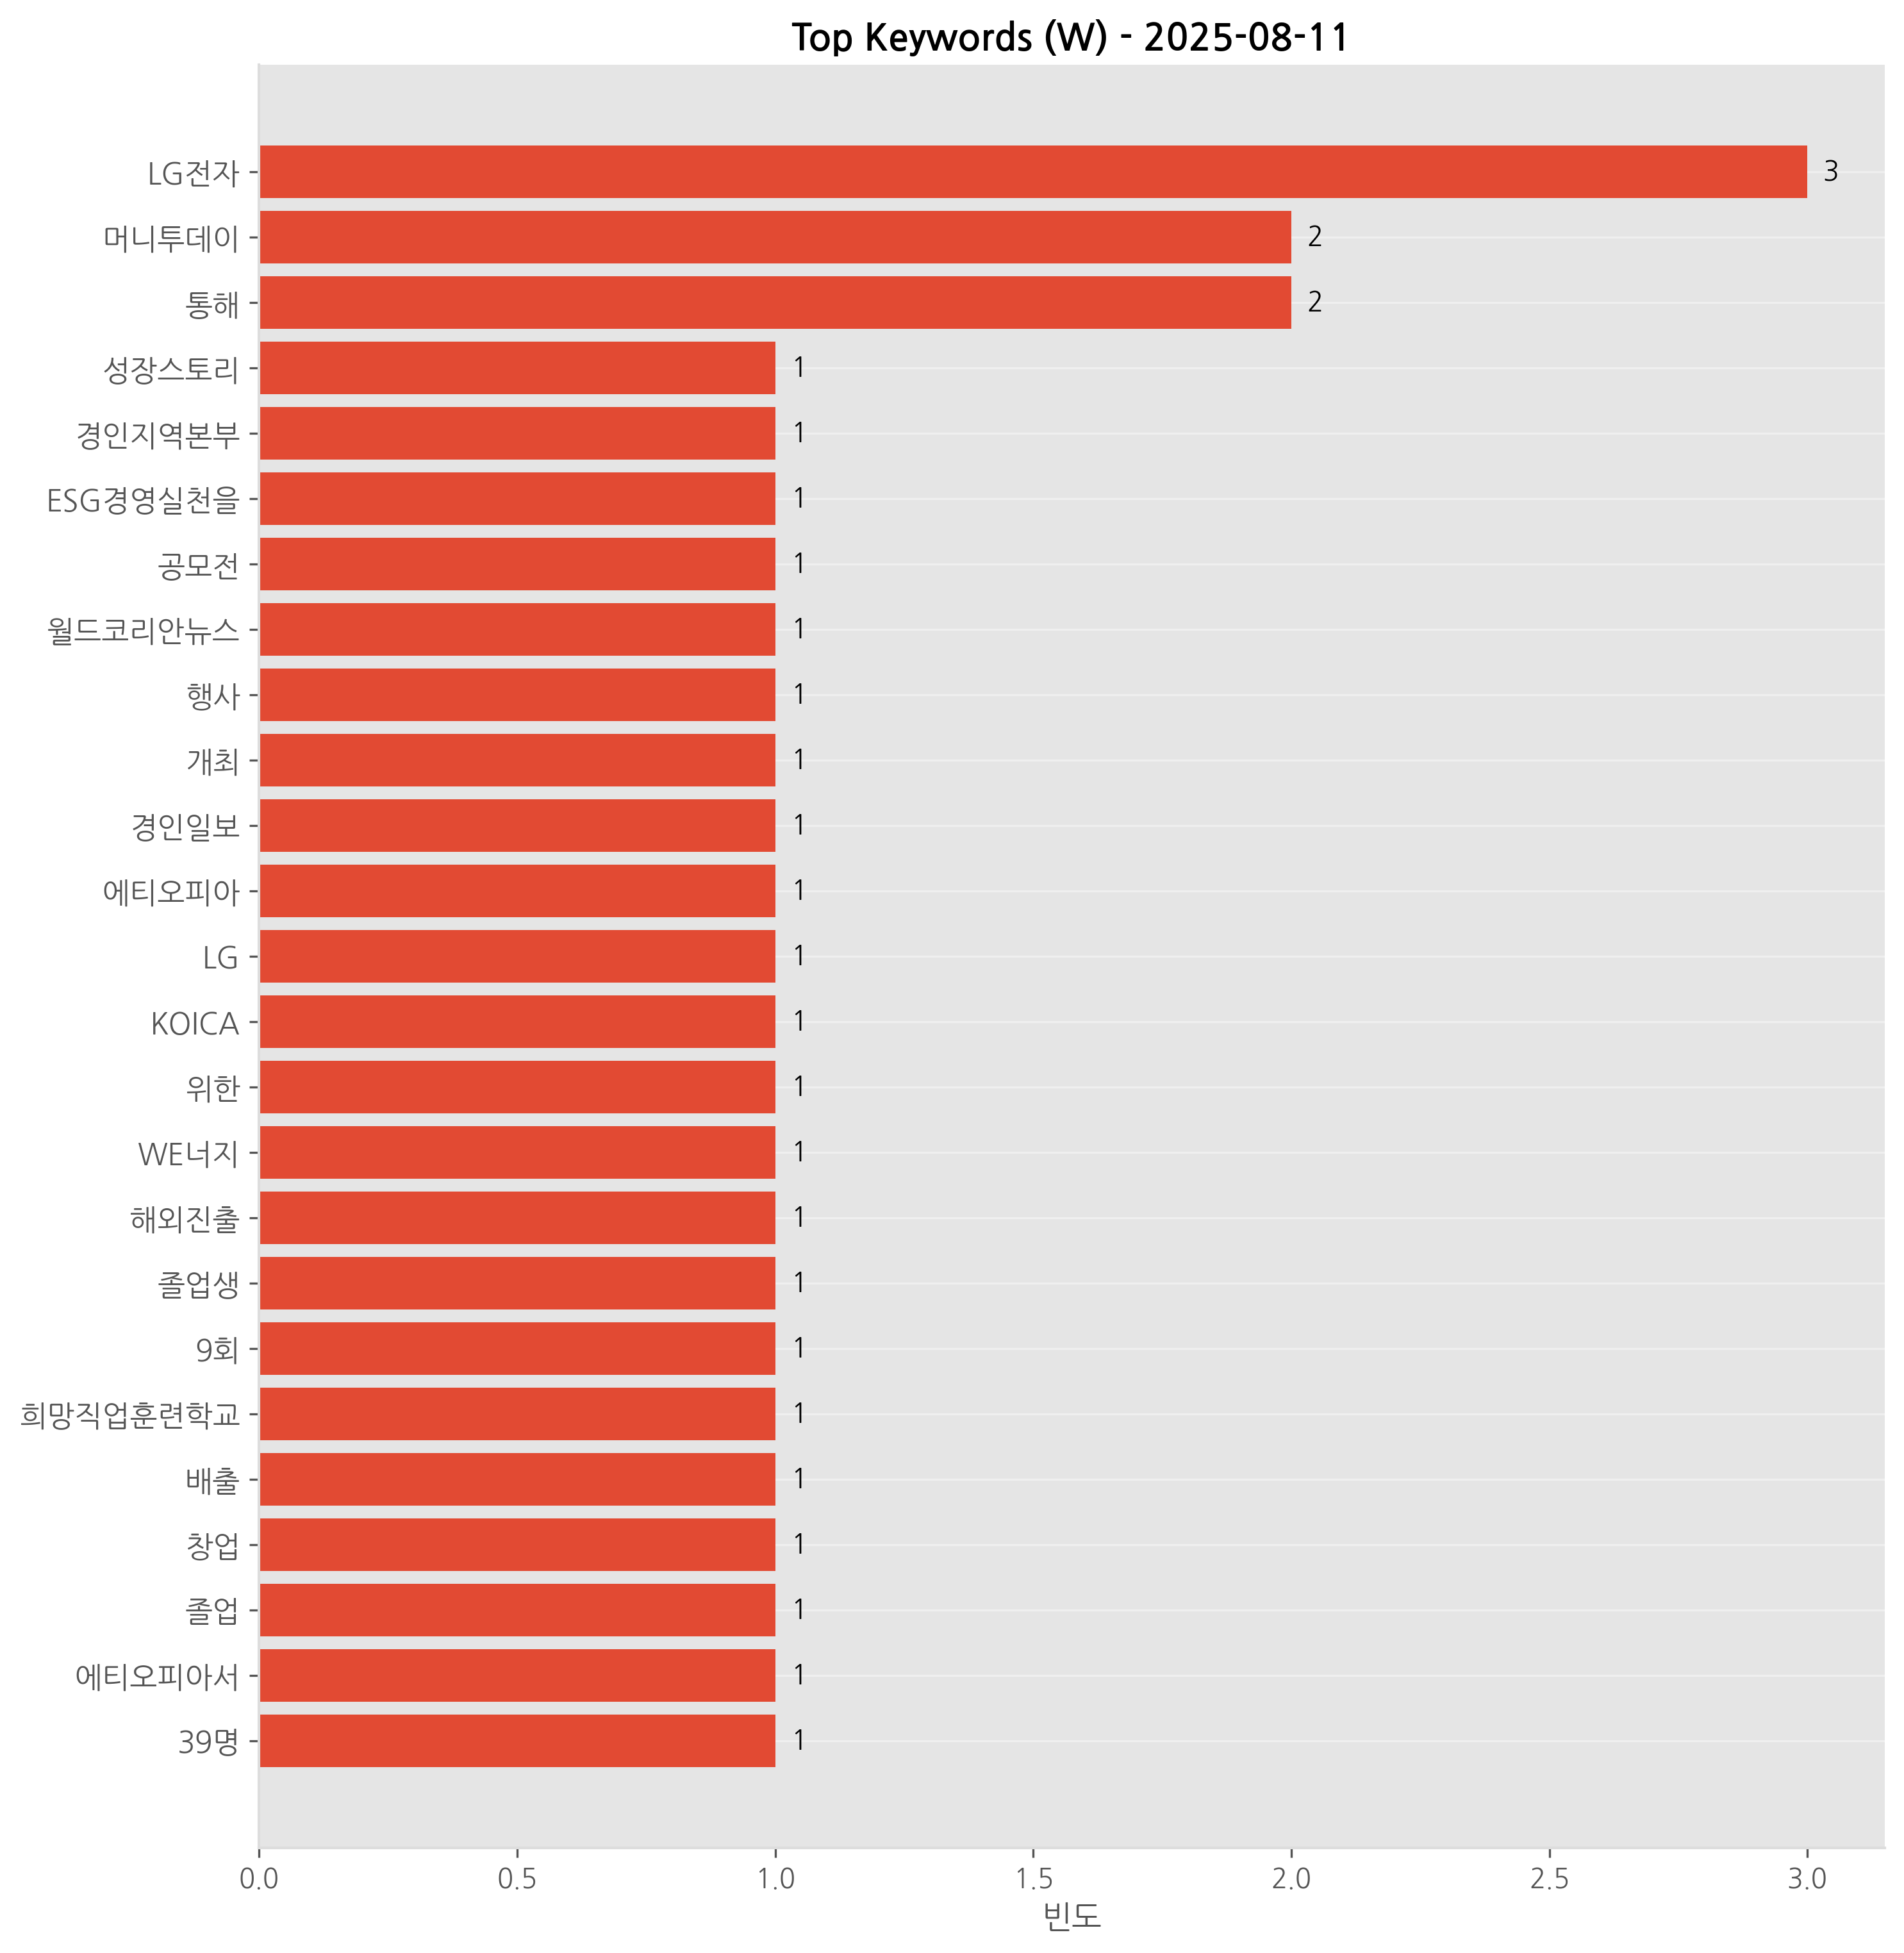 Top Keywords (W) - 2025-08-11
LG전자 3
머니투데이 2
통해 2
성장스토리 1
경인지역본부 1
ESG경영실천을 1
공모전 1
월드코리안뉴스 1
행사 1
개최 1
경인일보 1
에티오피아 1
LG 1
KOICA 1
위한 1
WE너지 1
해외진출 1
졸업생 1
9회 1
희망직업훈련학교 1
배출 1
창업 1
졸업 1
에티오피아서 1
39명 1
0.0 0.5 1.0 1.5 2.0 2.5 3.0
빈도